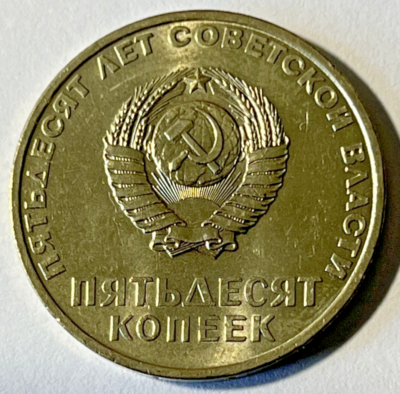 ПЯТЬДЕСЯТ ЛЕТ СОВЕТСКОЙ ВЛАСТИ
ПЯТЬДЕСЯТ
КОПЕЕК